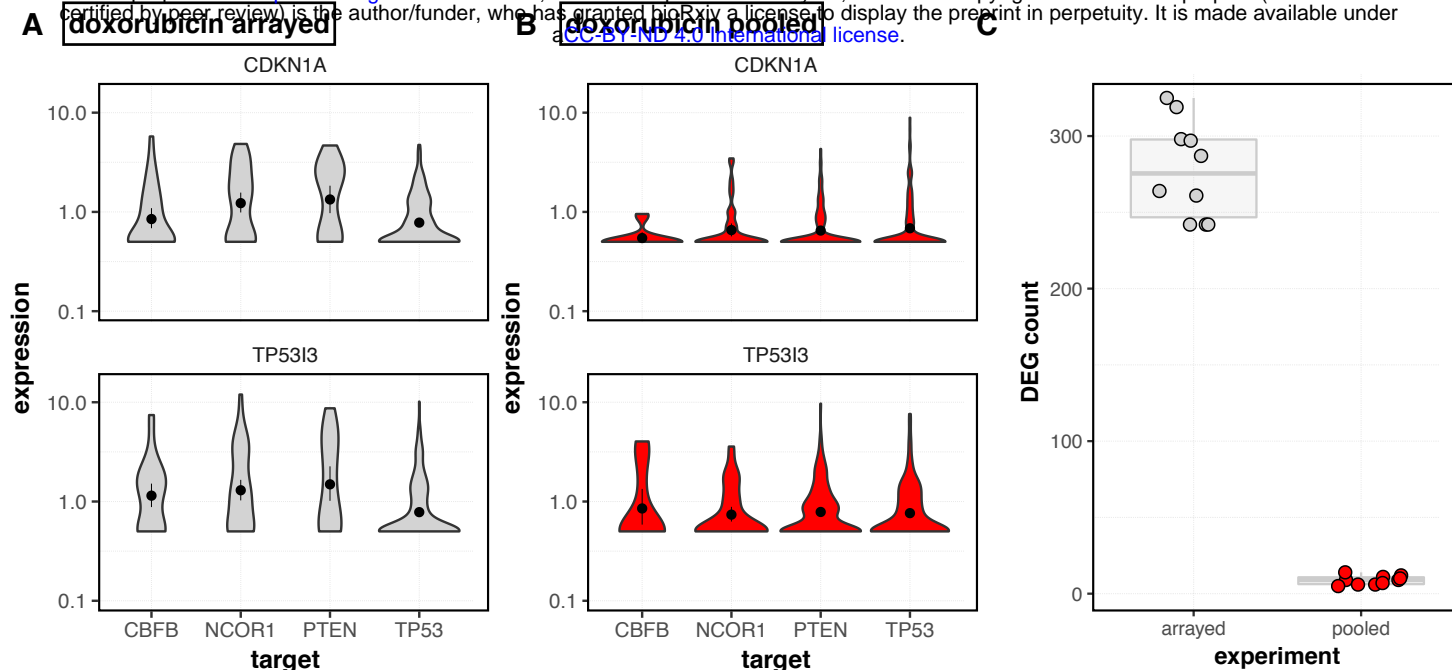 certified by peer review) is the author/funder, who has granted bioRxiv a license to display the preprint in perpetuity. It is made available under
aCC-BY-ND 4.0 International license.
A
doxorubicin arrayed
B
doxorubicin pooled
C
CDKN1A
10.0
1.0
0.1
TP53I3
10.0
1.0
0.1
expression
CBFB NCOR1 PTEN TP53
target
CDKN1A
10.0
1.0
0.1
TP53I3
10.0
1.0
0.1
expression
CBFB NCOR1 PTEN TP53
target
DEG count
300
200
100
0
arrayed pooled
experiment